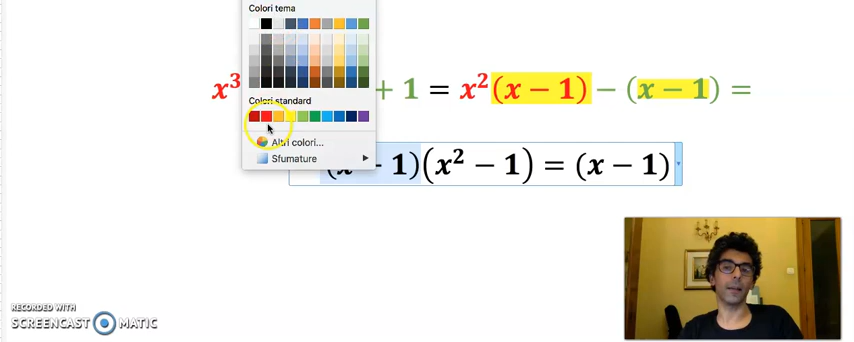 Colori tema
x³ + 1 = x²(x − 1) − (x − 1) =
Colori standard
Altri colori...
Sfumature
− 1)(x² − 1) = (x − 1)
RECORDED WITH
SCREENCAST MATIC